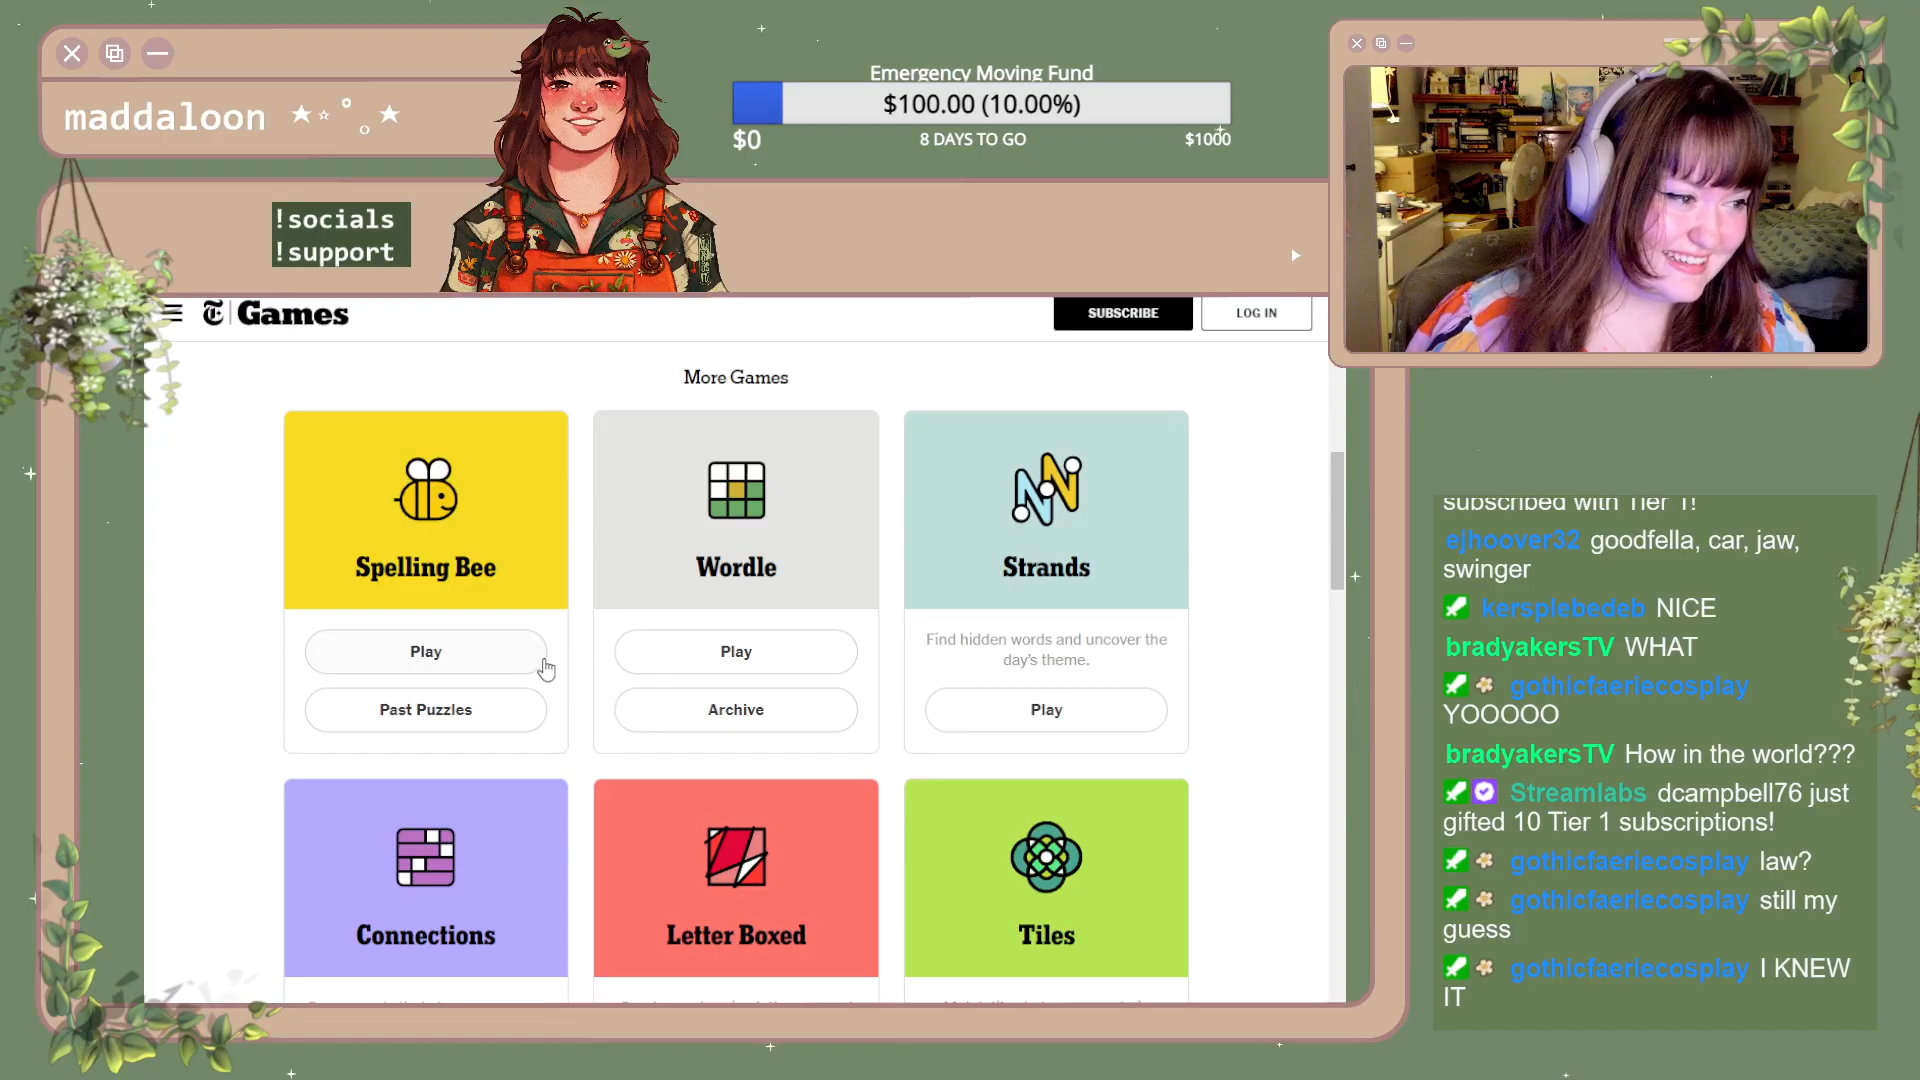 maddaloon
Emergency Moving Fund
$100.00 (10.00%)
$0
8 DAYS TO GO
$1000
!socials
!support
T Games
SUBSCRIBE
LOG IN
More Games
Spelling Bee
Play
Past Puzzles
Wordle
Play
Archive
Strands
Find hidden words and uncover the
day's theme.
Play
Connections
Letter Boxed
Tiles
subscribed with Tier 1!
ejhoover32 goodfella, car, jaw,
swinger
kersplebedeb NICE
bradyakersTV WHAT
gothicfaeriecosplay
YOOOOO
bradyakersTV How in the world???
Streamlabs dcampbell76 just
gifted 10 Tier 1 subscriptions!
gothicfaeriecosplay law?
gothicfaeriecosplay still my
guess
gothicfaeriecosplay I KNEW
IT